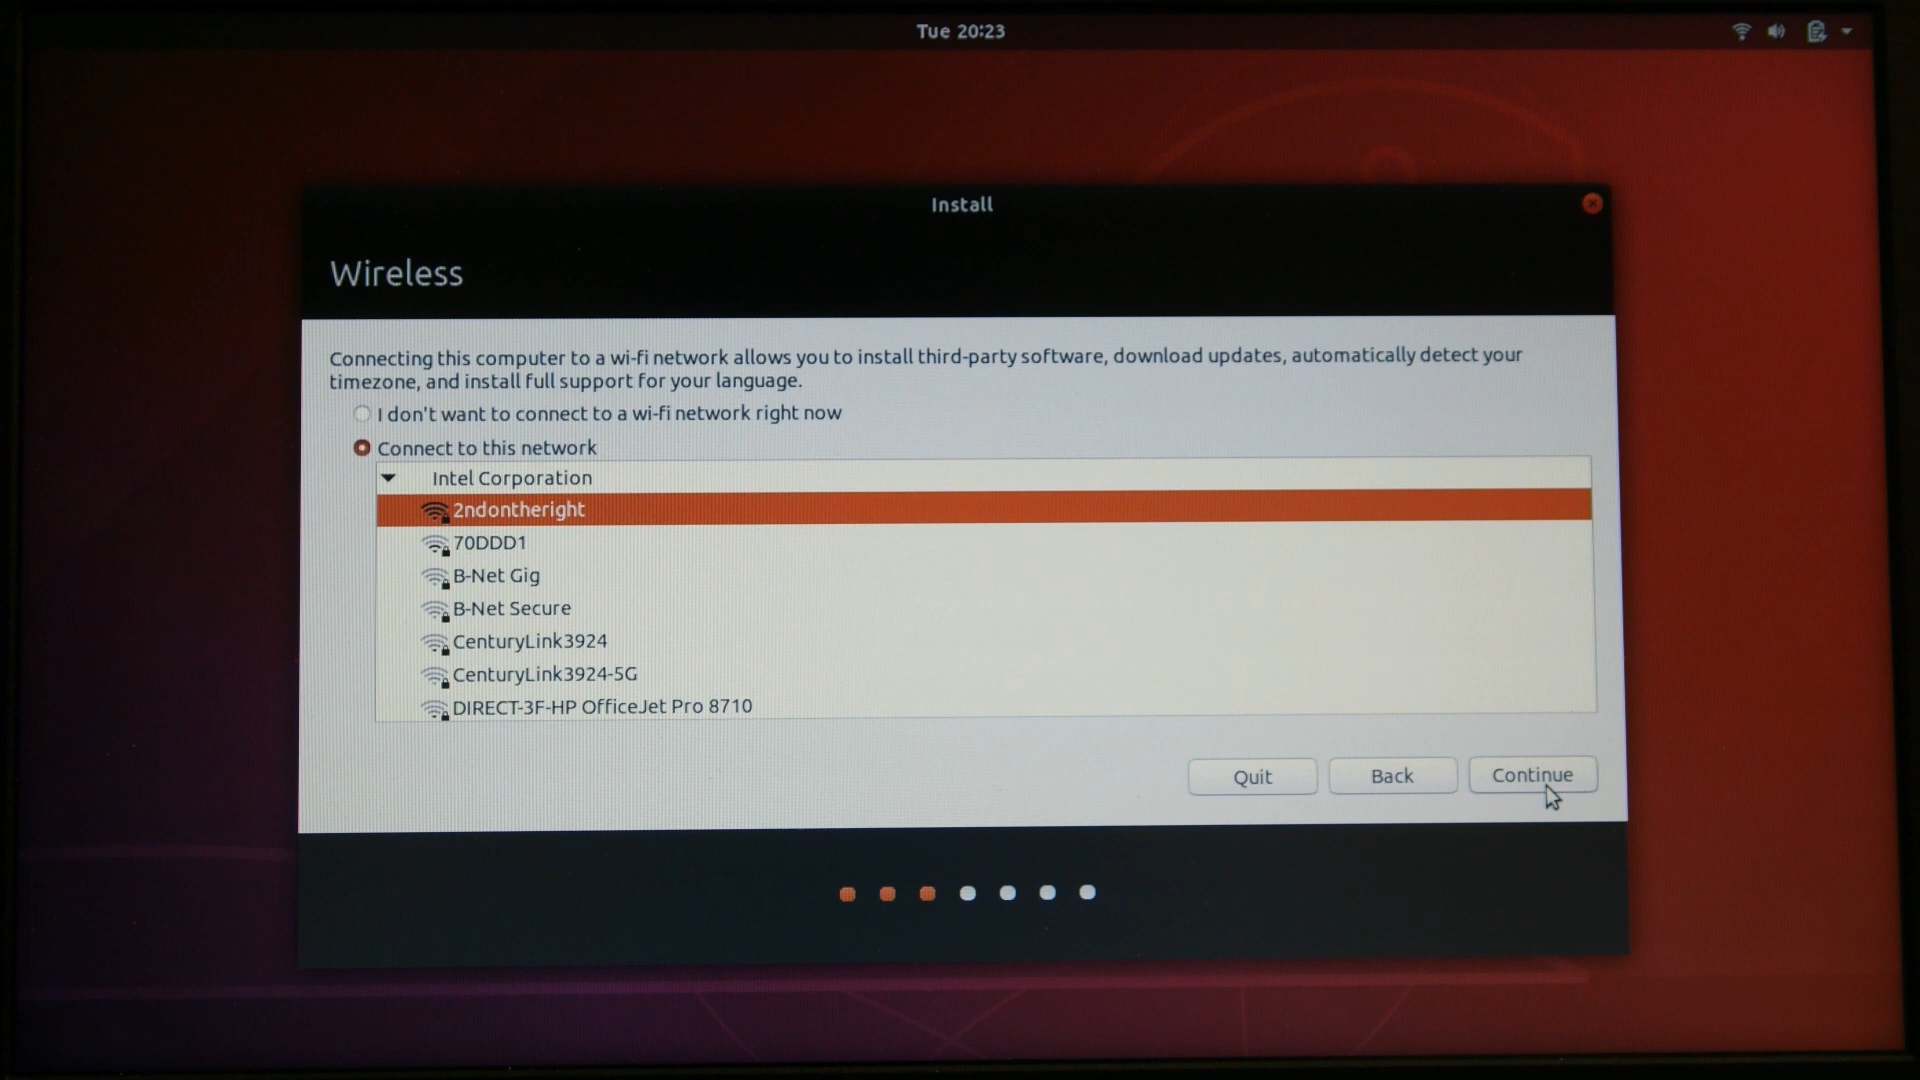 Tue 20:23
Install
Wireless
Connecting this computer to a wi-fi network allows you to install third-party software, download updates, automatically detect your
timezone, and install full support for your language.
I don't want to connect to a wi-fi network right now
Connect to this network
Intel Corporation
2ndontheright
70DDD1
B-Net Gig
B-Net Secure
CenturyLink3924
CenturyLink3924-5G
DIRECT-3F-HP OfficeJet Pro 8710
Quit
Back
Continue